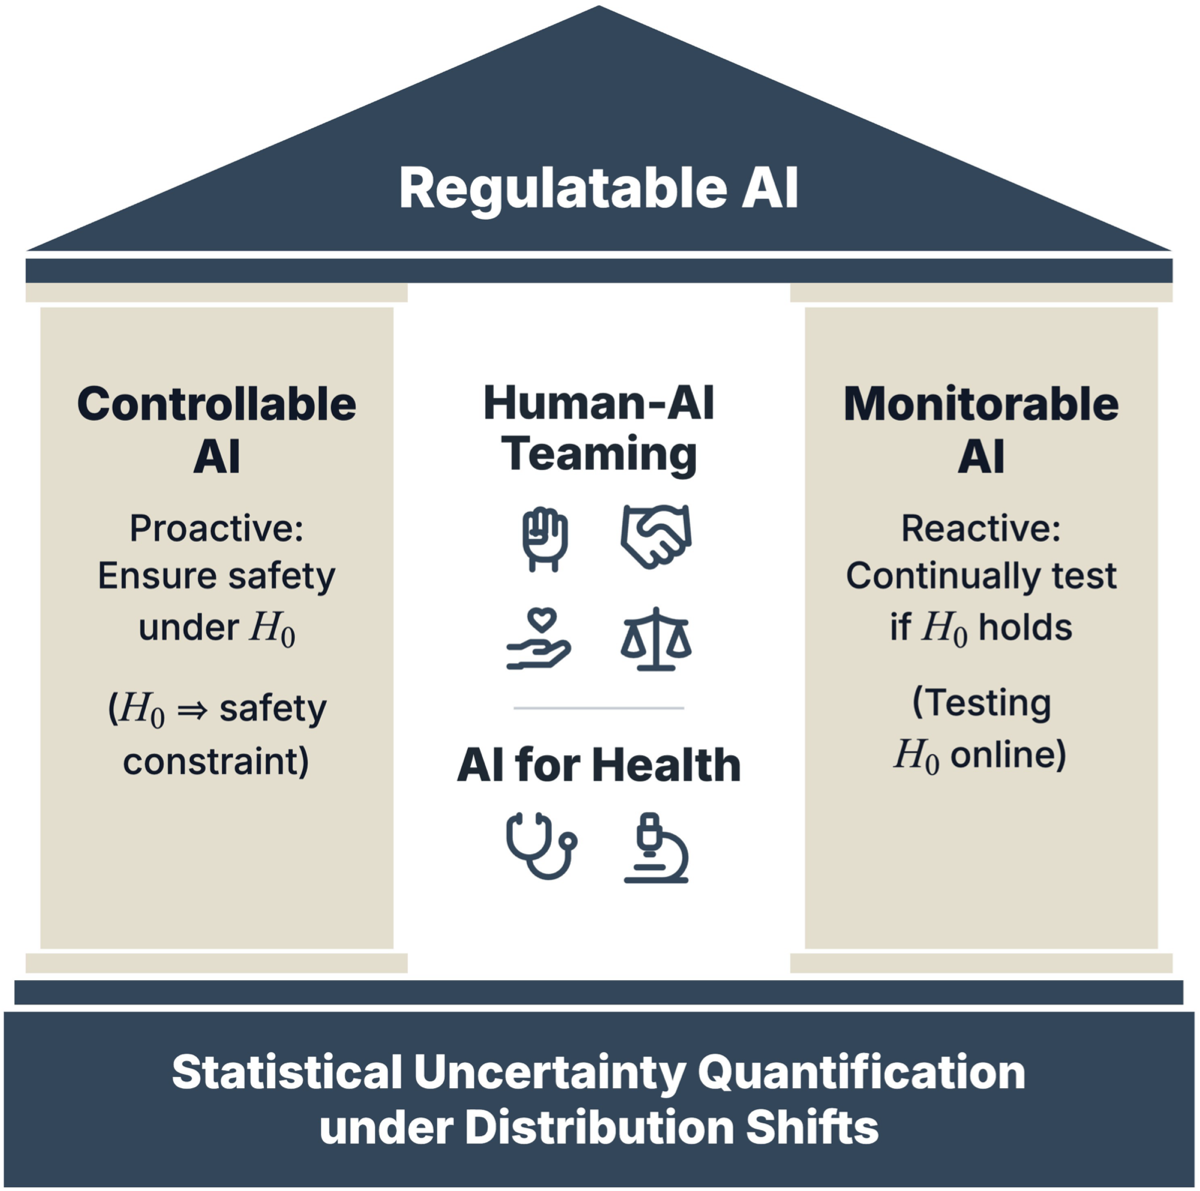 Regulatable AI
Controllable
AI
Proactive:
Ensure safety
under H₀
(H₀ ⇒ safety
constraint)
Human-AI
Teaming
AI for Health
Monitorable
AI
Reactive:
Continually test
if H₀ holds
(Testing
H₀ online)
Statistical Uncertainty Quantification
under Distribution Shifts